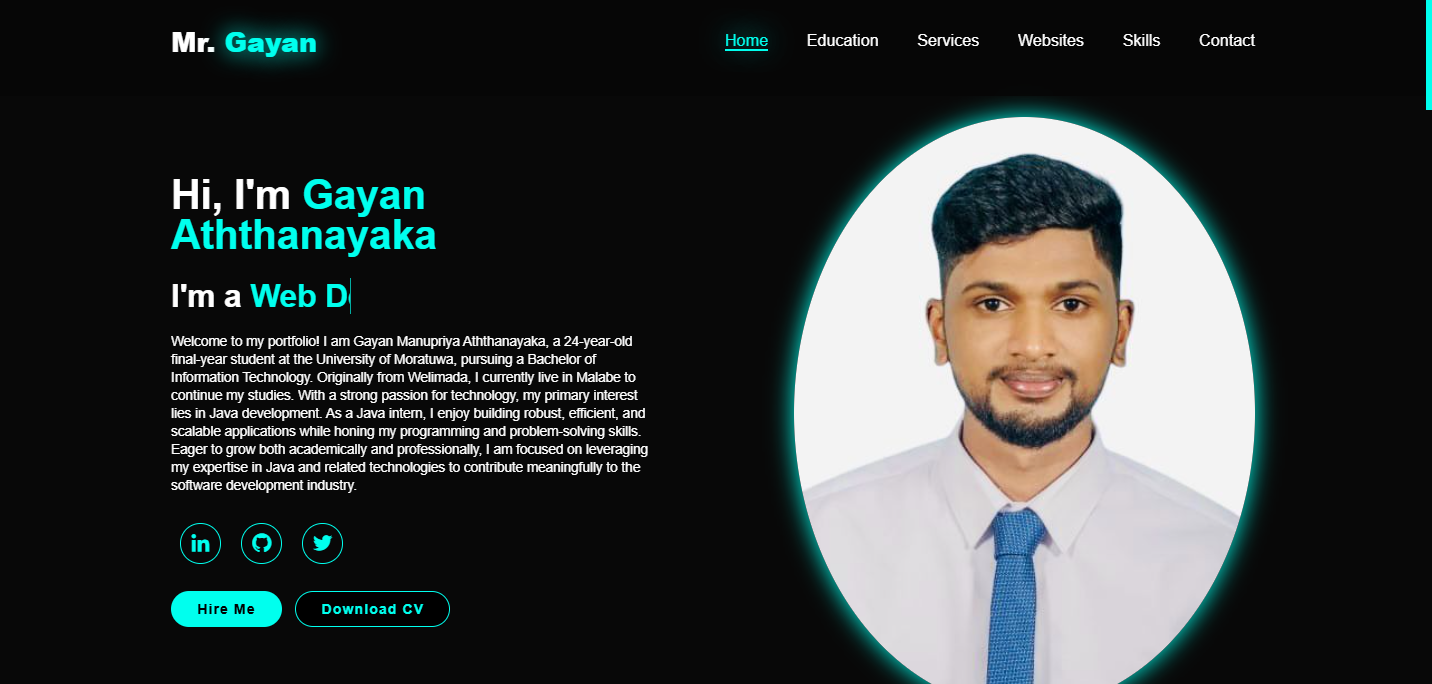 Mr. Gayan
Home Education Services Websites Skills Contact
Hi, I'm Gayan
Aththanayaka
I'm a Web D
Welcome to my portfolio! I am Gayan Manupriya Aththanayaka, a 24-year-old
final-year student at the University of Moratuwa, pursuing a Bachelor of
Information Technology. Originally from Welimada, I currently live in Malabe to
continue my studies. With a strong passion for technology, my primary interest
lies in Java development. As a Java intern, I enjoy building robust, efficient, and
scalable applications while honing my programming and problem-solving skills.
Eager to grow both academically and professionally, I am focused on leveraging
my expertise in Java and related technologies to contribute meaningfully to the
software development industry.
in
Hire Me Download CV